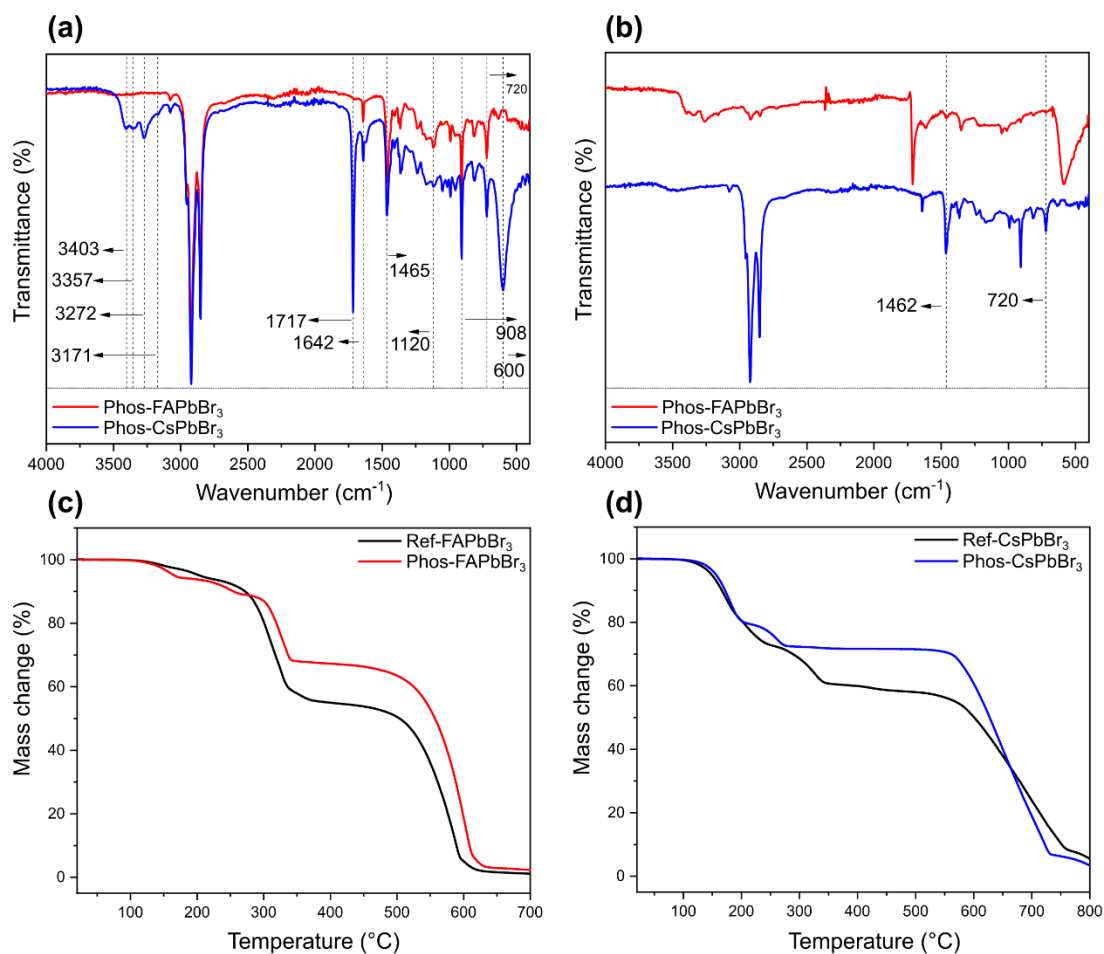 (a)
Transmittance (%)
720
3403
3357
3272
3171
1717
1642
1465
1120
908
600
Phos-FAPbBr₃
Phos-CsPbBr₃
4000 3500 3000 2500 2000 1500 1000 500
Wavenumber (cm⁻¹)
(b)
Transmittance (%)
1462
720
Phos-FAPbBr₃
Phos-CsPbBr₃
4000 3500 3000 2500 2000 1500 1000 500
Wavenumber (cm⁻¹)
(c)
Mass change (%)
100
80
60
40
20
0
Ref-FAPbBr₃
Phos-FAPbBr₃
100 200 300 400 500 600 700
Temperature (°C)
(d)
Mass change (%)
100
80
60
40
20
0
Ref-CsPbBr₃
Phos-CsPbBr₃
100 200 300 400 500 600 700 800
Temperature (°C)